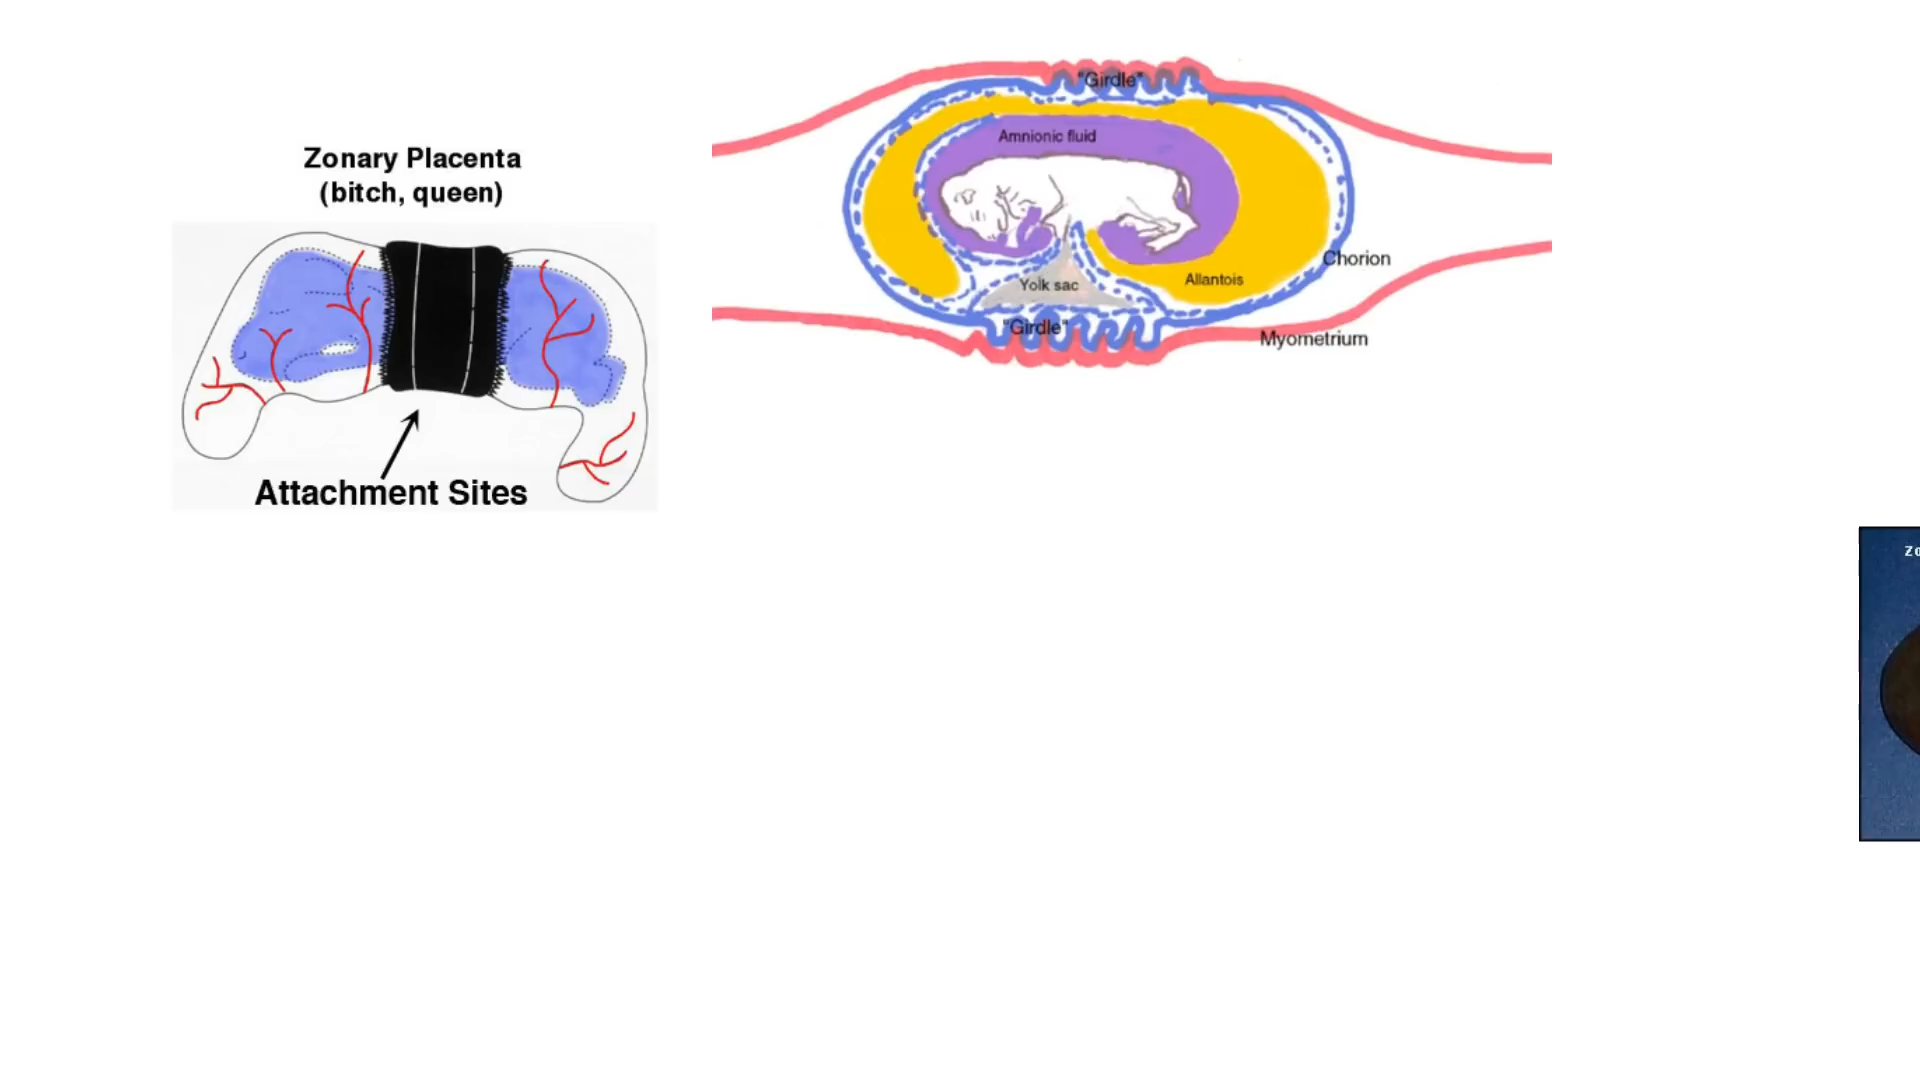 Zonary Placenta
(bitch, queen)
Attachment Sites
"Girdle"
Amnionic fluid
Chorion
Allantois
Yolk sac
"Girdle"
Myometrium